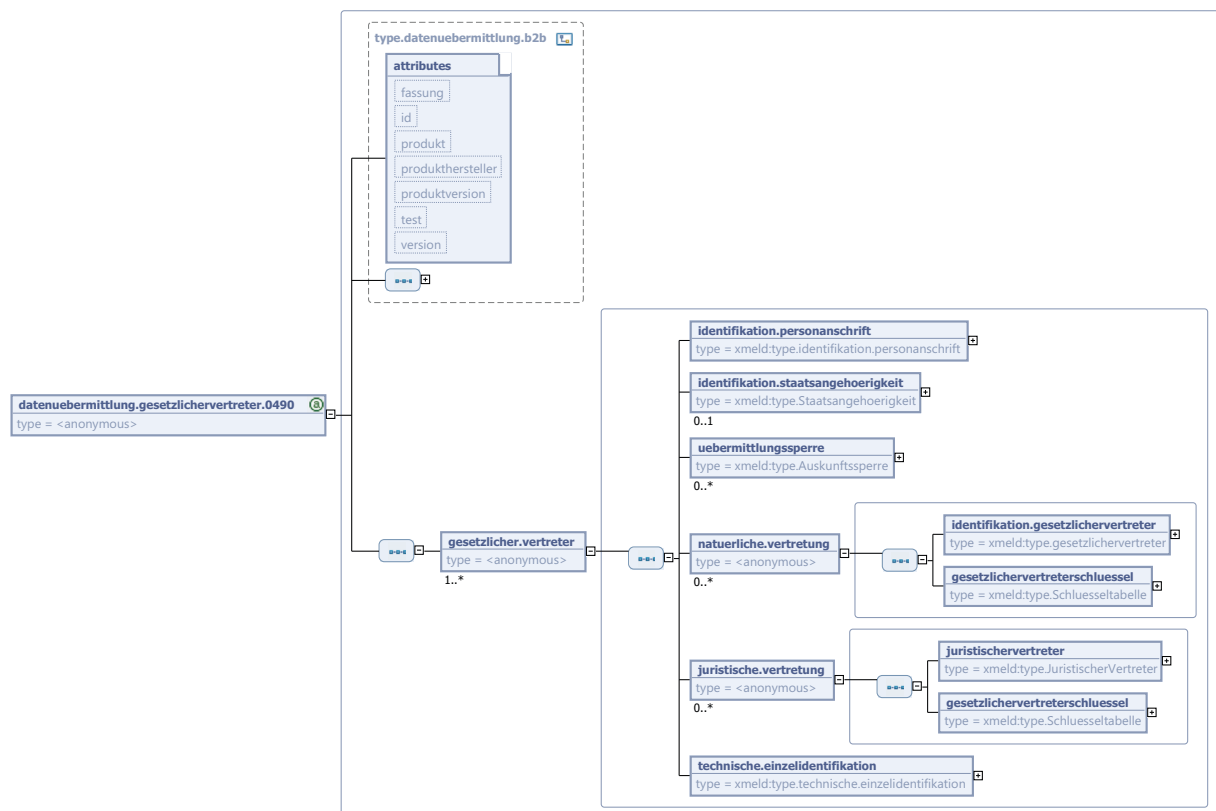 type.datenuebermittlung.b2b
attributes
fassung
id
produkt
produkthersteller
produktversion
test
version
datenuebermittlung.gesetzlichervertreter.0490
a
type = <anonymous>
gesetzlicher.vertreter
type = <anonymous>
1..*
identifikation.personanschrift
type = xmeld:type.identifikation.personanschrift
identifikation.staatsangehoerigkeit
type = xmeld:type.Staatsangehoerigkeit
0..1
uebermittlungssperre
type = xmeld:type.Auskunftssperre
0..*
natuerliche.vertretung
type = <anonymous>
0..*
identifikation.gesetzlichervertreter
type = xmeld:type.gesetzlichervertreter
gesetzlichervertreterschluessel
type = xmeld:type.Schluesseltabelle
juristische.vertretung
type = <anonymous>
0..*
juristischervertreter
type = xmeld:type.JuristischerVertreter
gesetzlichervertreterschluessel
type = xmeld:type.Schluesseltabelle
technische.einzelidentifikation
type = xmeld:type.technische.einzelidentifikation